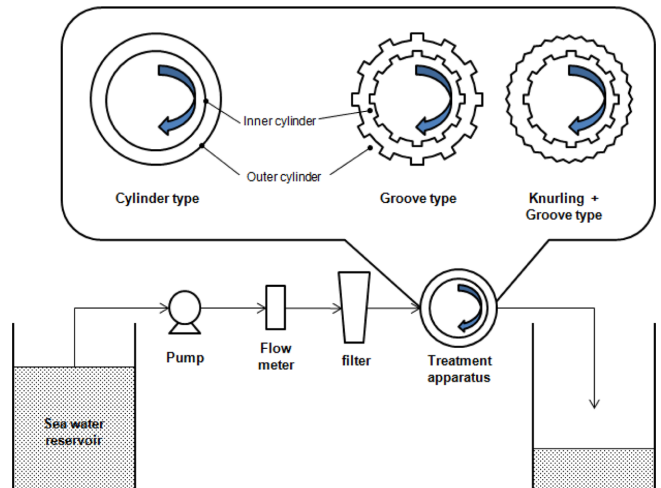 Inner cylinder
Outer cylinder
Cylinder type
Groove type
Knurling +
Groove type
Pump
Flow
meter
filter
Treatment
apparatus
Sea water
reservoir